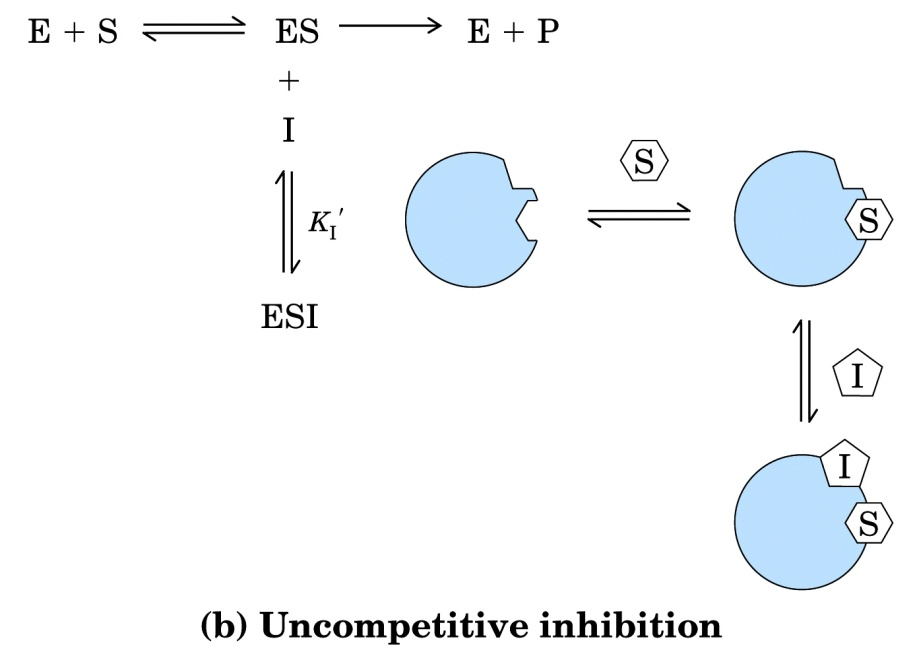 E + S ⇌ ES ⟶ E + P
+
I
K_I′
ESI
S
S
I
I
S
(b) Uncompetitive inhibition